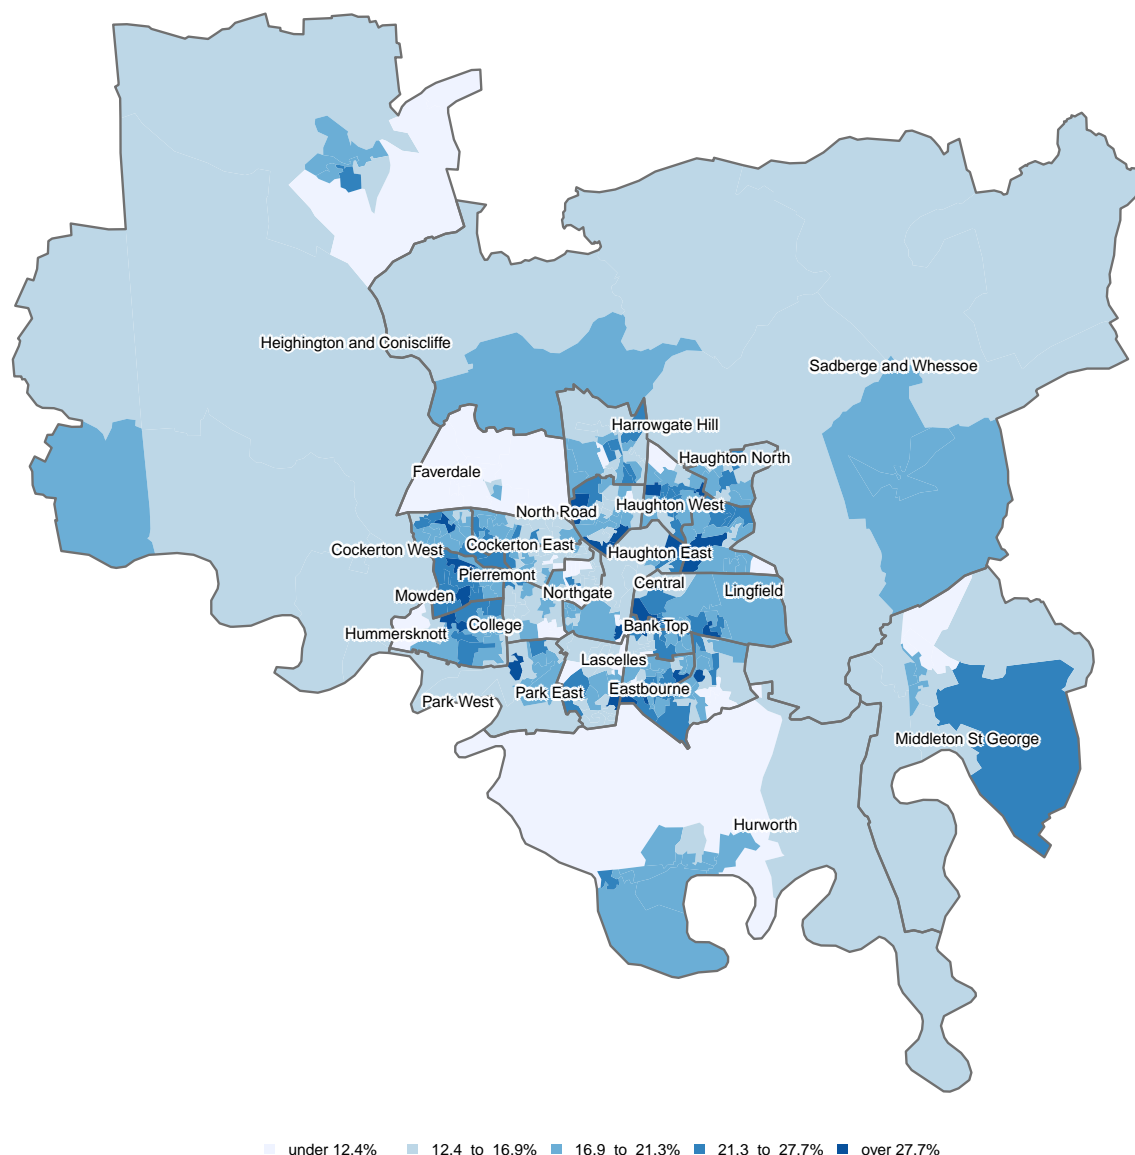 Heighington and Coniscliffe
Sadberge and Whessoe
Harrowgate Hill
Haughton North
Faverdale
Haughton West
North Road
Cockerton East
Cockerton West
Haughton East
Pierremont
Central
Lingfield
Northgate
Mowden
College
Bank Top
Hummersknott
Lascelles
Eastbourne
Park East
Park West
Middleton St George
Hurworth
under 12.4% 12.4 to 16.9% 16.9 to 21.3% 21.3 to 27.7% over 27.7%